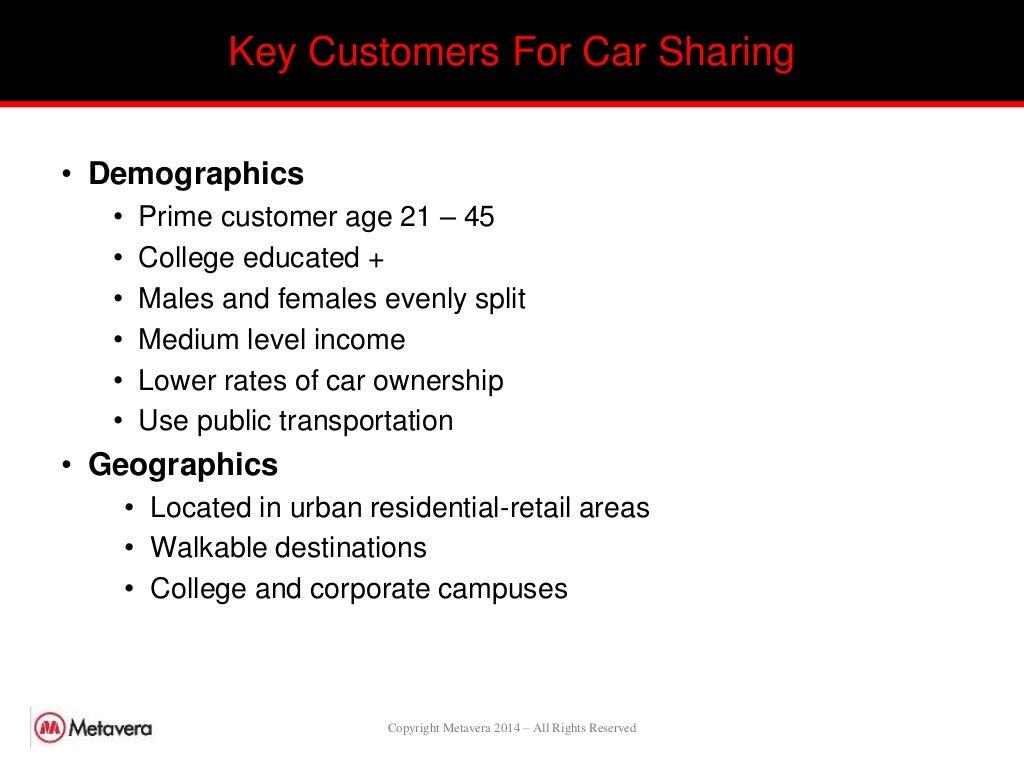 Key Customers For Car Sharing
• Demographics
• Prime customer age 21 – 45
• College educated +
• Males and females evenly split
• Medium level income
• Lower rates of car ownership
• Use public transportation
• Geographics
• Located in urban residential-retail areas
• Walkable destinations
• College and corporate campuses
Metavera
Copyright Metavera 2014 – All Rights Reserved